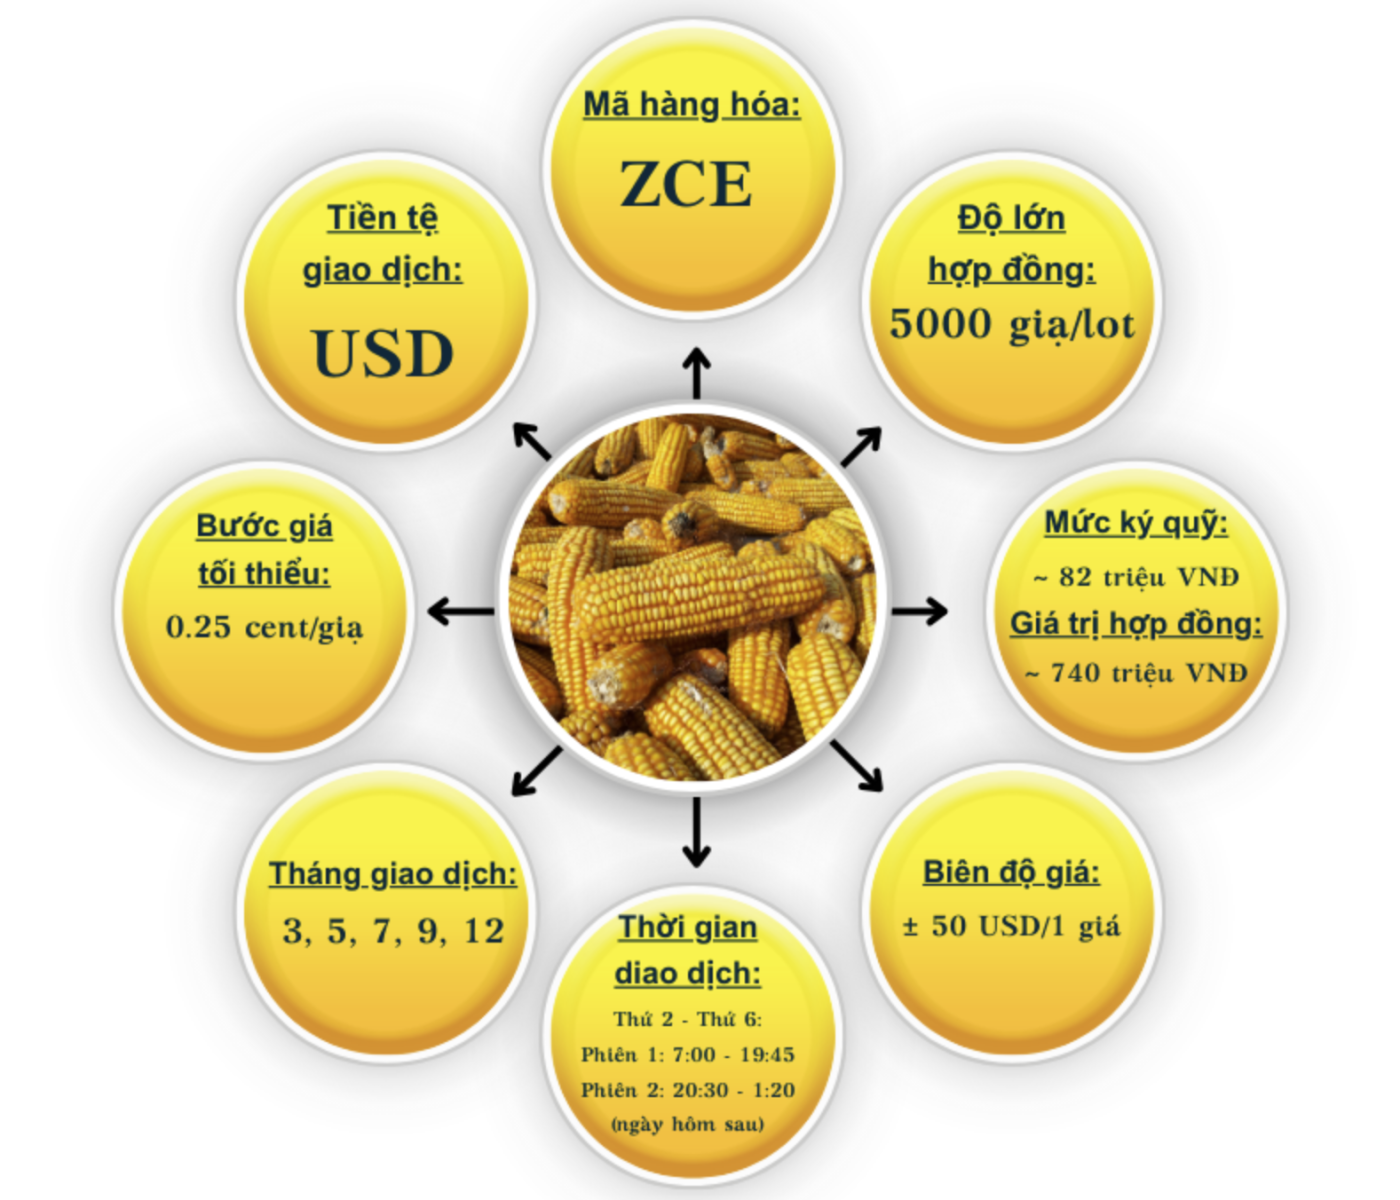 Mã hàng hóa:
ZCE
Độ lớn
hợp đồng:
5000 giạ/lot
Mức ký quỹ:
~ 82 triệu VNĐ
Giá trị hợp đồng:
~ 740 triệu VNĐ
Biên độ giá:
± 50 USD/1 giá
Thời gian
diao dịch:
Thứ 2 - Thứ 6:
Phiên 1: 7:00 - 19:45
Phiên 2: 20:30 - 1:20
(ngày hôm sau)
Tháng giao dịch:
3, 5, 7, 9, 12
Bước giá
tối thiểu:
0.25 cent/giạ
Tiền tệ
giao dịch:
USD